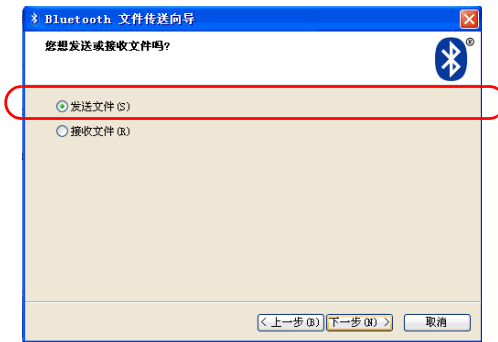 Bluetooth 文件传送向导
您想发送或接收文件吗?
®
发送文件(S)
接收文件(R)
< 上一步(B) 下一步(N) > 取消